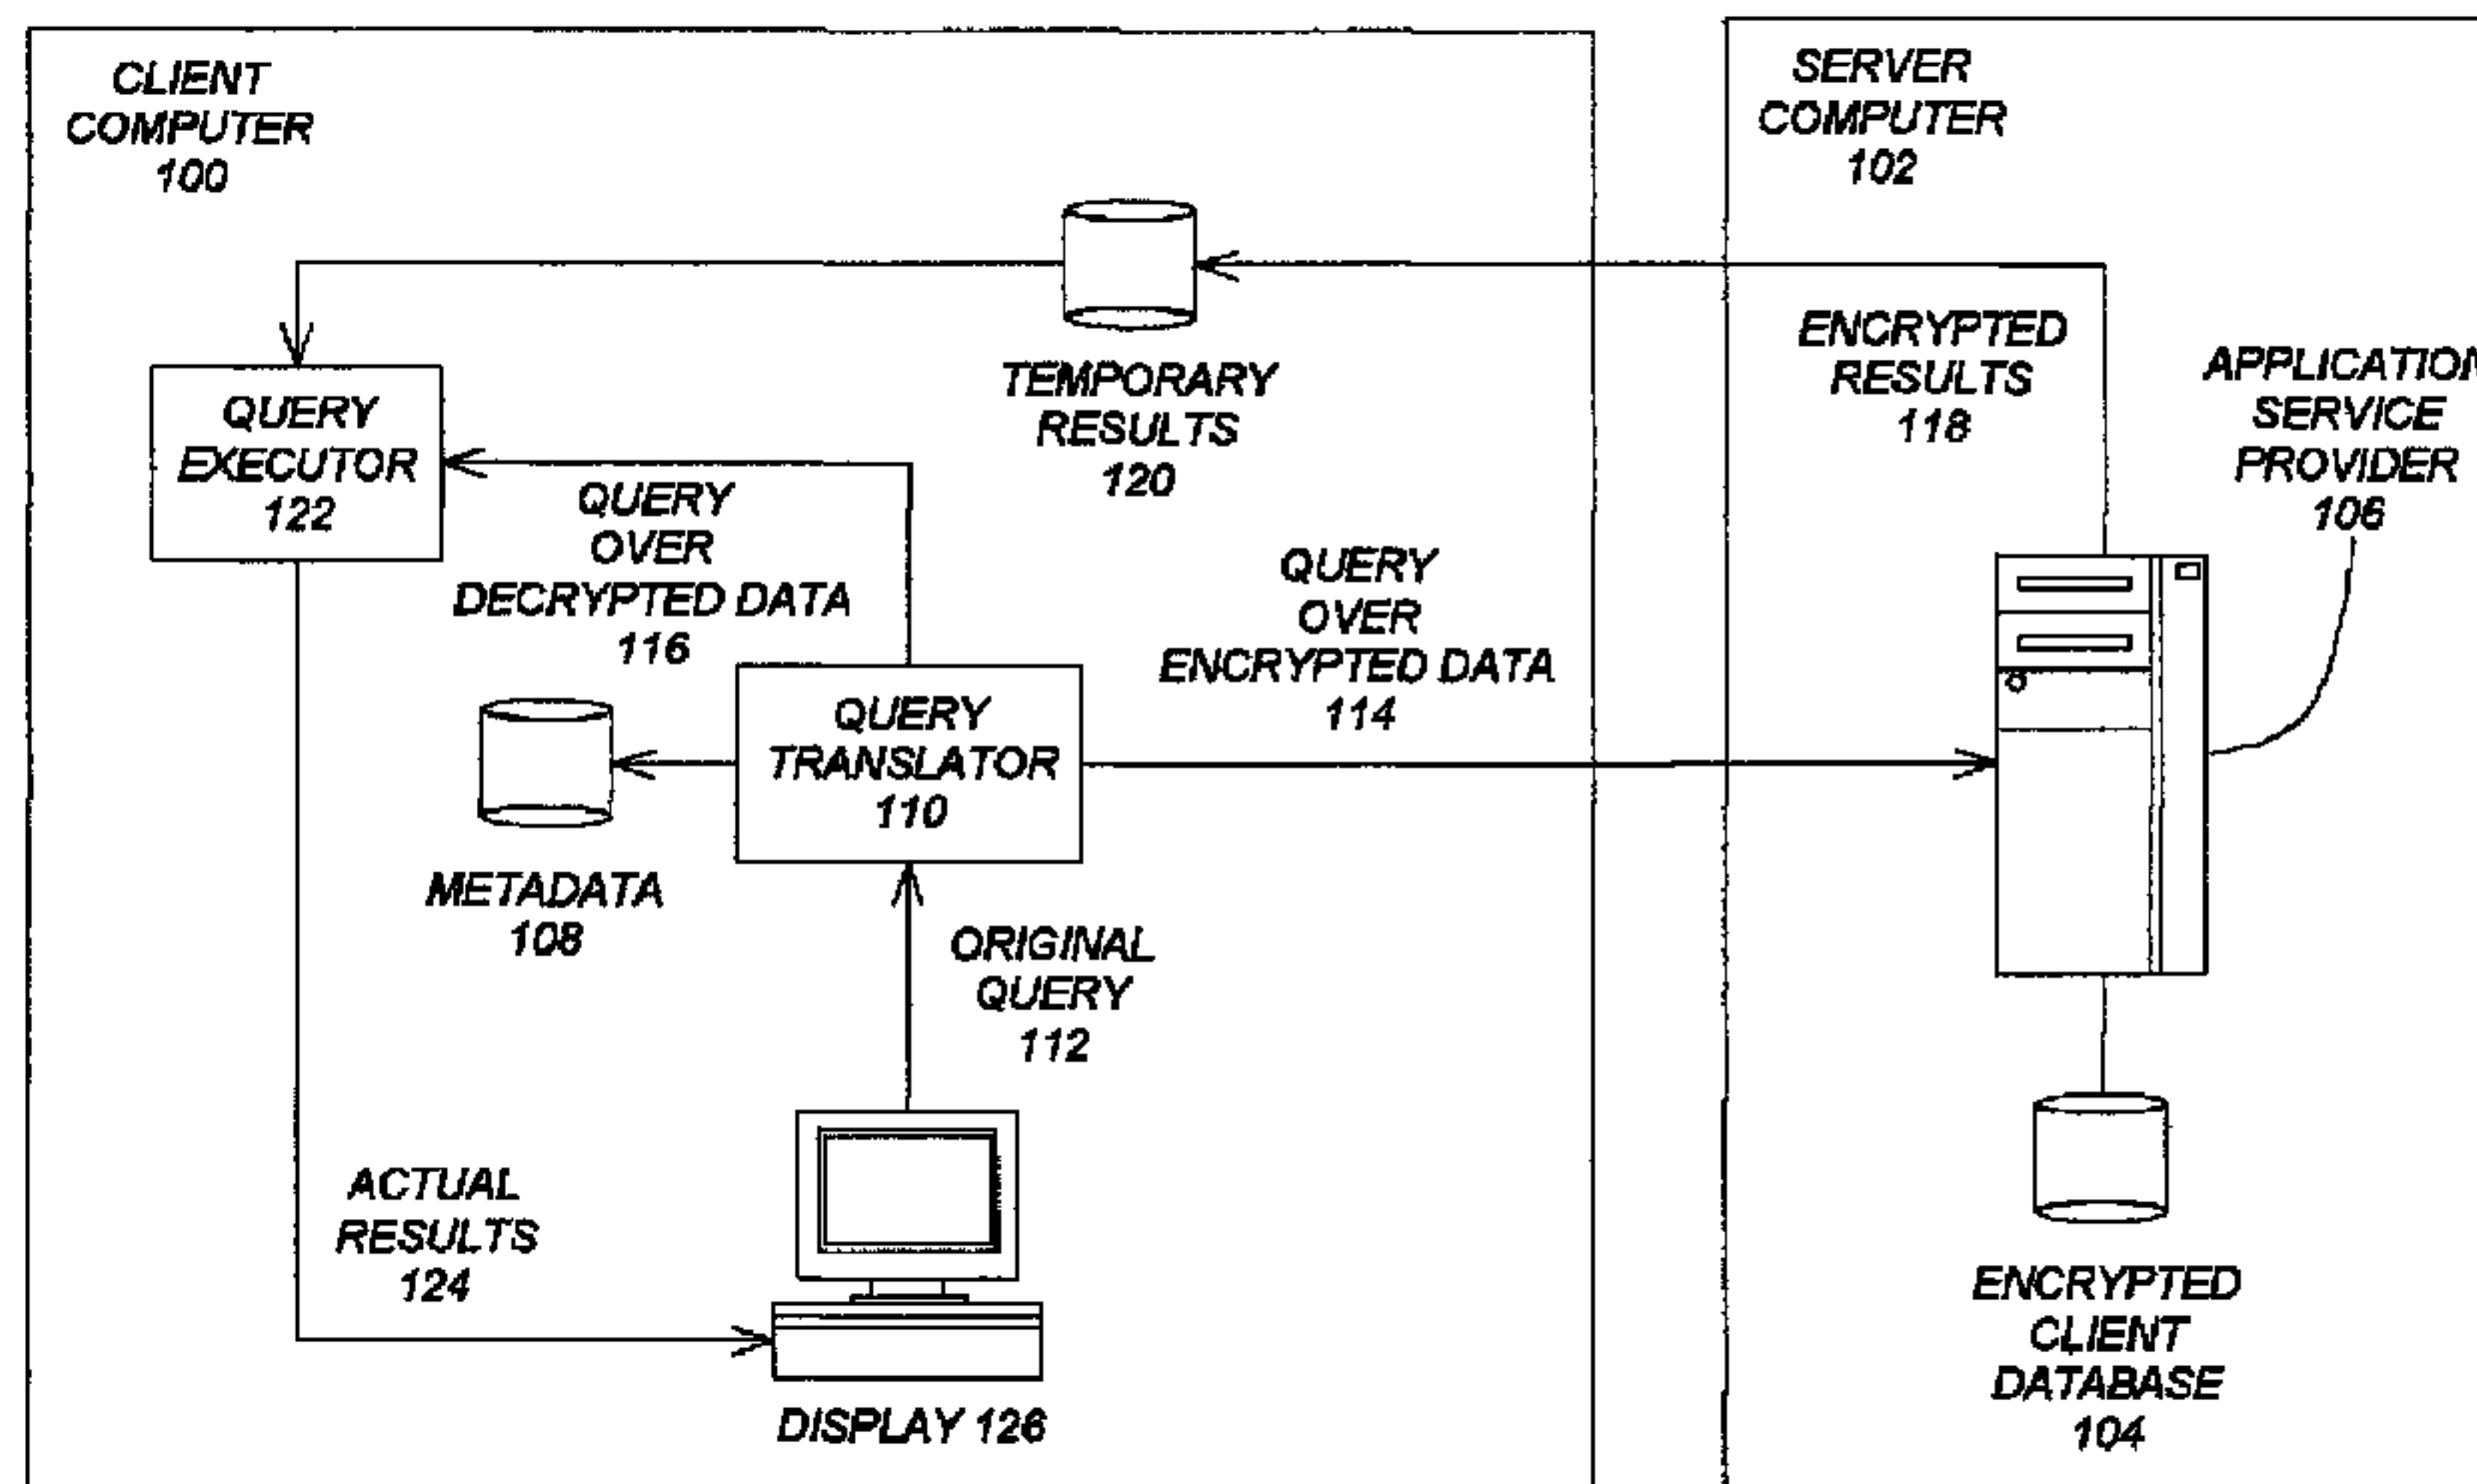 CLIENT
COMPUTER
100
SERVER
COMPUTER
102
TEMPORARY
RESULTS
120
ENCRYPTED
RESULTS
118
APPLICATION
SERVICE
PROVIDER
106
QUERY
EXECUTOR
122
QUERY
OVER
DECRYPTED DATA
116
QUERY
OVER
ENCRYPTED DATA
114
QUERY
TRANSLATOR
110
METADATA
108
ORIGINAL
QUERY
112
ACTUAL
RESULTS
124
DISPLAY 126
ENCRYPTED
CLIENT
DATABASE
104